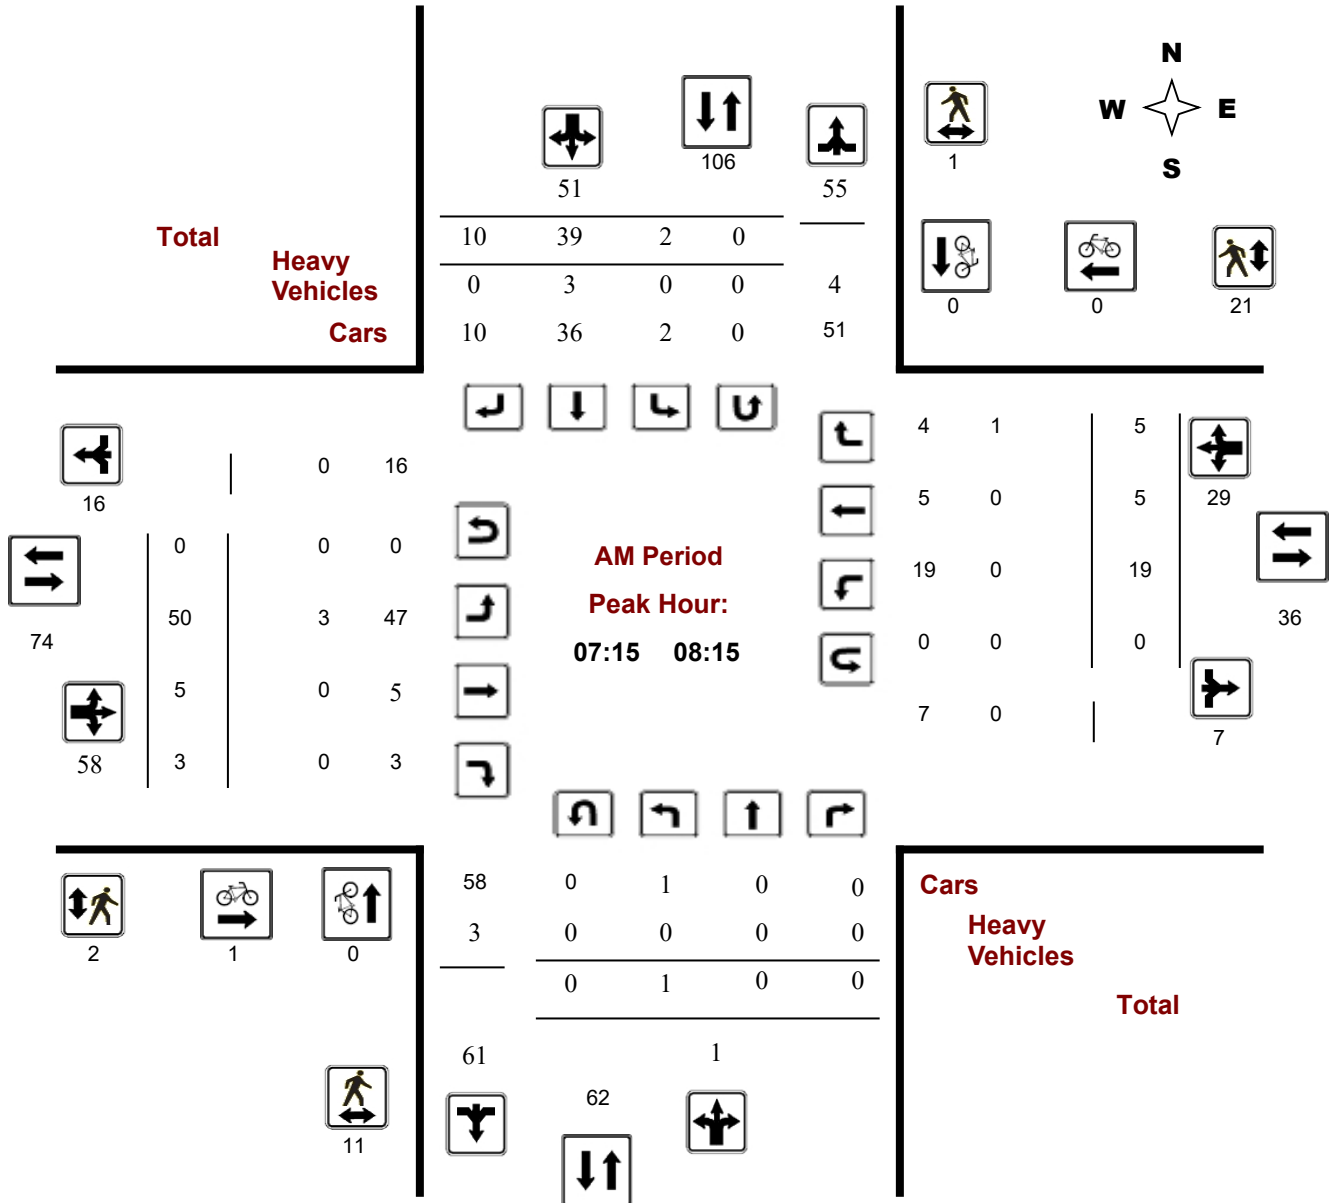 N
W E
S
106
1
51 55
Total 10 39 2 0
Heavy
Vehicles 0 3 0 0 4
Cars 10 36 2 0 51
0 0 21
4 1 5
16 0 16
5 0 5 29
0 0 0
AM Period
19 0 19
Peak Hour:
50 3 47
74
36
07:15 08:15
0 0 0
5 0 5
7 0
7
58 3 0 3
58 0 1 0 0 Cars
3 0 0 0 0 Heavy
Vehicles
2 1 0
0 1 0 0
Total
61 1
62
11